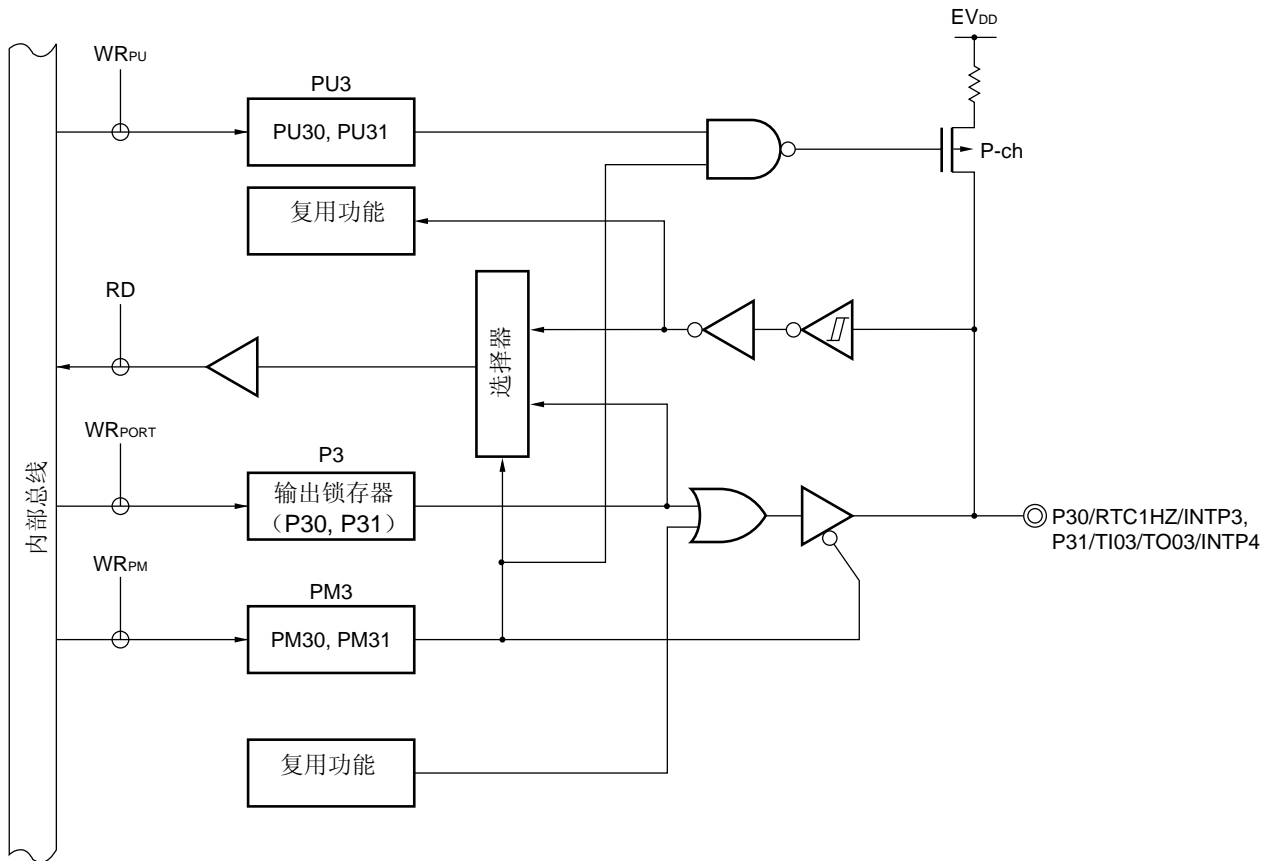 EVDD
WRPU
PU3
PU30, PU31
P-ch
复用功能
RD
选择器
WRPORT
P3
输出锁存器
（P30, P31）
内部总线
P30/RTC1HZ/INTP3,
P31/TI03/TO03/INTP4
WRPM
PM3
PM30, PM31
复用功能